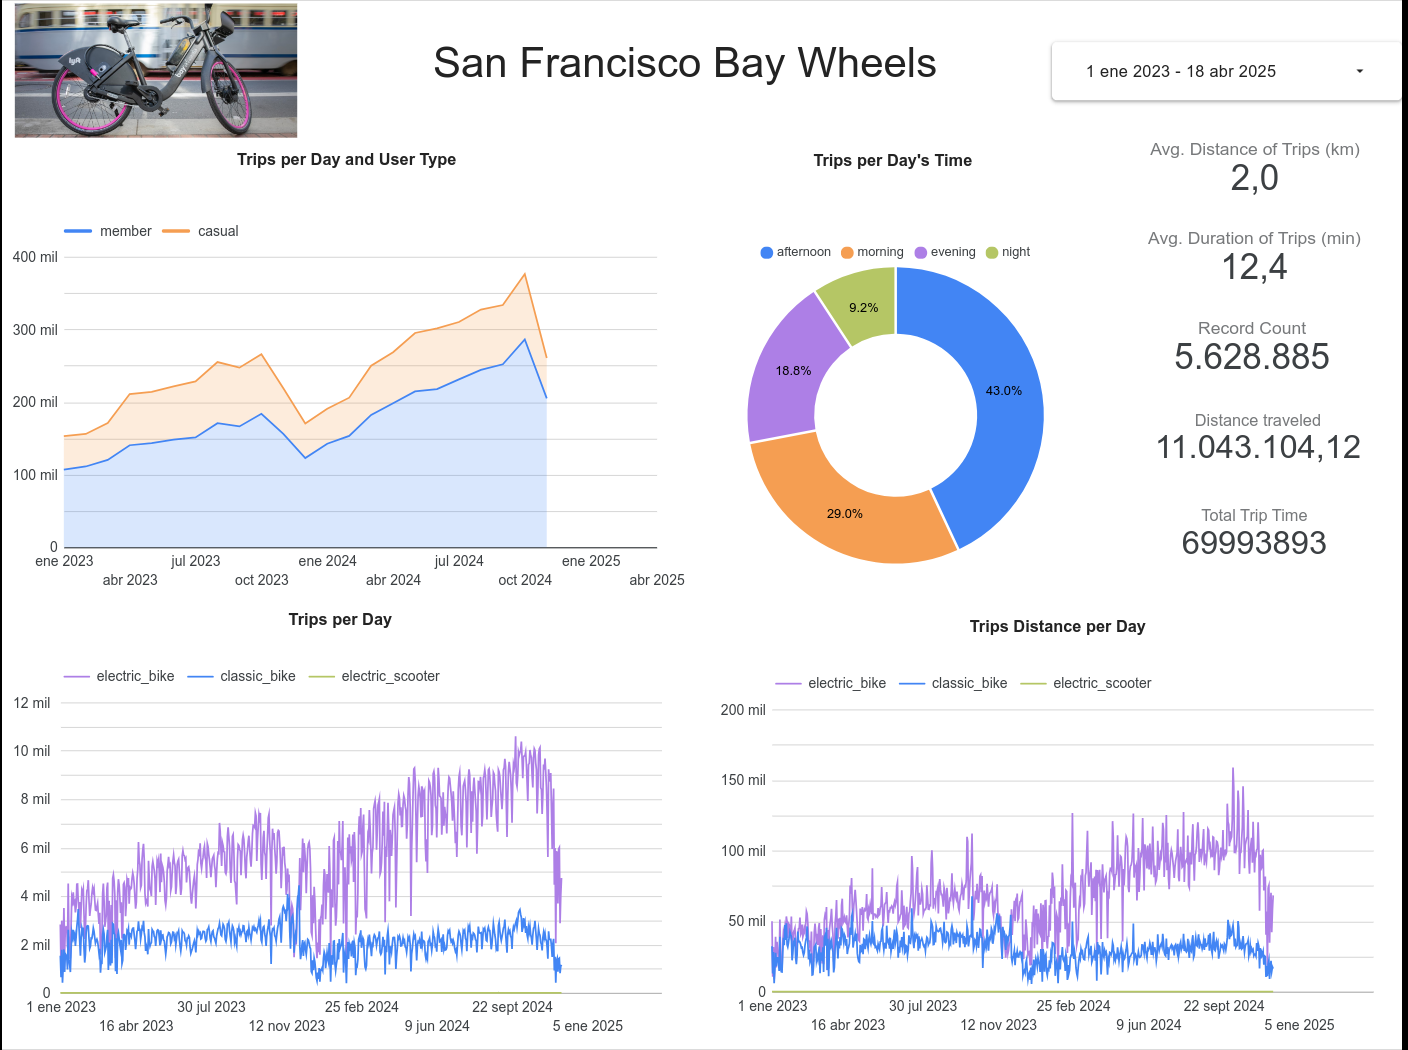 lyft
San Francisco Bay Wheels
1 ene 2023 - 18 abr 2025
Trips per Day and User Type
member casual
400 mil
300 mil
200 mil
100 mil
0
ene 2023 jul 2023 ene 2024 jul 2024 ene 2025
abr 2023 oct 2023 abr 2024 oct 2024 abr 2025
Trips per Day's Time
afternoon morning evening night
9.2%
18.8%
43.0%
29.0%
Avg. Distance of Trips (km)
2,0
Avg. Duration of Trips (min)
12,4
Record Count
5.628.885
Distance traveled
11.043.104,12
Total Trip Time
69993893
Trips per Day
electric_bike classic_bike electric_scooter
12 mil
10 mil
8 mil
6 mil
4 mil
2 mil
0
1 ene 2023 30 jul 2023 25 feb 2024 22 sept 2024
16 abr 2023 12 nov 2023 9 jun 2024 5 ene 2025
Trips Distance per Day
electric_bike classic_bike electric_scooter
200 mil
150 mil
100 mil
50 mil
0
1 ene 2023 30 jul 2023 25 feb 2024 22 sept 2024
16 abr 2023 12 nov 2023 9 jun 2024 5 ene 2025